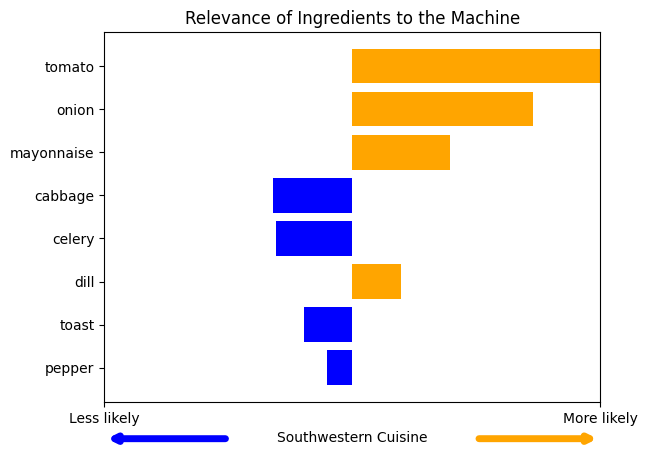 Relevance of Ingredients to the Machine
tomato
onion
mayonnaise
cabbage
celery
dill
toast
pepper
Less likely
More likely
Southwestern Cuisine